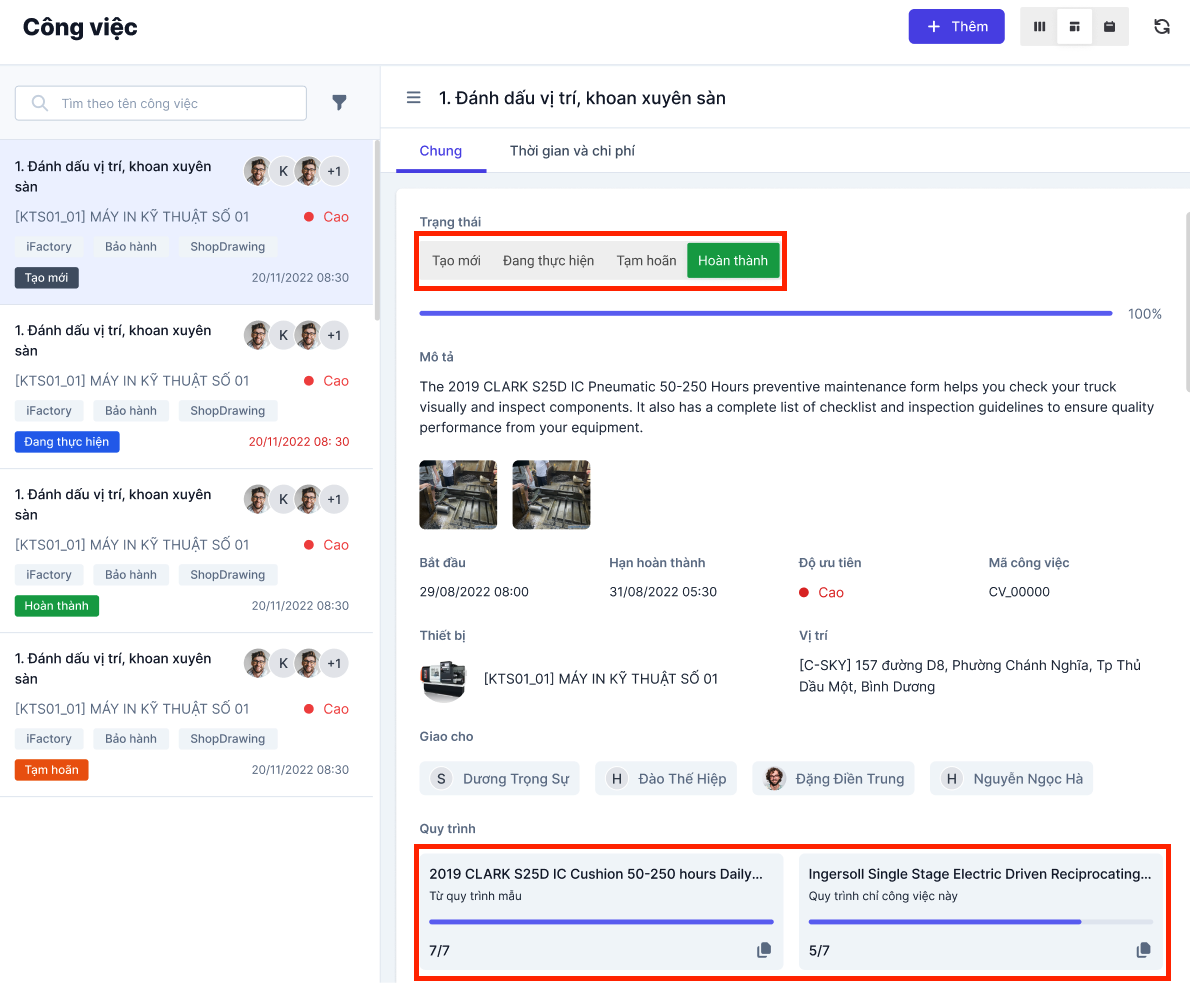 Công việc
Thêm
Tìm theo tên công việc
1. Đánh dấu vị trí, khoan xuyên
sàn
K
+1
[KTS01_01] MÁY IN KỸ THUẬT SỐ 01
Cao
iFactory
Bảo hành
ShopDrawing
Tạo mới
20/11/2022 08:30
1. Đánh dấu vị trí, khoan xuyên
sàn
K
+1
[KTS01_01] MÁY IN KỸ THUẬT SỐ 01
Cao
iFactory
Bảo hành
ShopDrawing
Đang thực hiện
20/11/2022 08: 30
1. Đánh dấu vị trí, khoan xuyên
sàn
K
+1
[KTS01_01] MÁY IN KỸ THUẬT SỐ 01
Cao
iFactory
Bảo hành
ShopDrawing
Hoàn thành
20/11/2022 08:30
1. Đánh dấu vị trí, khoan xuyên
sàn
K
+1
[KTS01_01] MÁY IN KỸ THUẬT SỐ 01
Cao
iFactory
Bảo hành
ShopDrawing
Tạm hoãn
20/11/2022 08:30
1. Đánh dấu vị trí, khoan xuyên sàn
Chung
Thời gian và chi phí
Trạng thái
Tạo mới
Đang thực hiện
Tạm hoãn
Hoàn thành
100%
Mô tả
The 2019 CLARK S25D IC Pneumatic 50-250 Hours preventive maintenance form helps you check your truck
visually and inspect components. It also has a complete list of checklist and inspection guidelines to ensure quality
performance from your equipment.
Bắt đầu
Hạn hoàn thành
Độ ưu tiên
Mã công việc
29/08/2022 08:00
31/08/2022 05:30
Cao
CV_00000
Thiết bị
Vị trí
[KTS01_01] MÁY IN KỸ THUẬT SỐ 01
[C-SKY] 157 đường D8, Phường Chánh Nghĩa, Tp Thủ
Dầu Một, Bình Dương
Giao cho
S
Dương Trọng Sự
H
Đào Thế Hiệp
Đặng Điền Trung
H
Nguyễn Ngọc Hà
Quy trình
2019 CLARK S25D IC Cushion 50-250 hours Daily...
Từ quy trình mẫu
7/7
Ingersoll Single Stage Electric Driven Reciprocating...
Quy trình chỉ công việc này
5/7